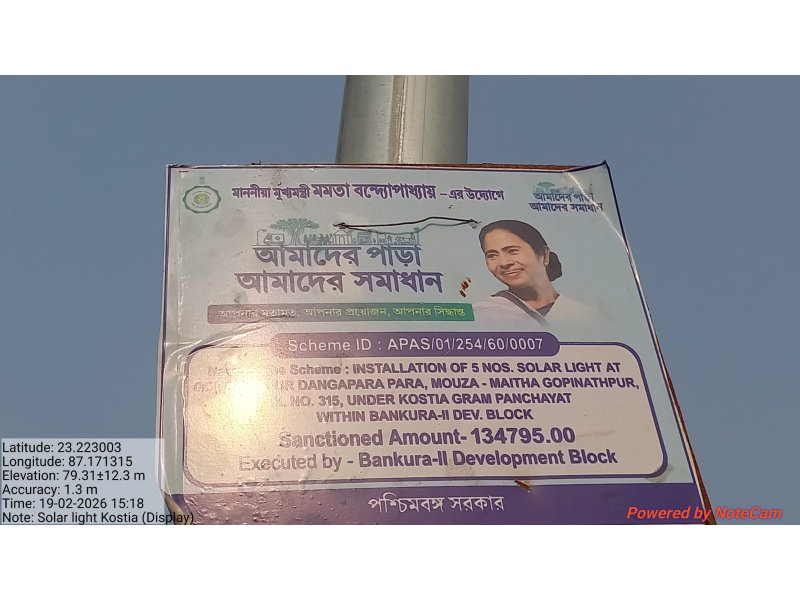 মাননীয়া মুখ্যমন্ত্রী মমতা বন্দ্যোপাধ্যায় - এর উদ্যোগে
আমাদের পাড়া
আমাদের সমাধান
আমাদের পাড়া
আমাদের সমাধান
আপনার মতামত, আপনার প্রয়োজন, আপনার সিদ্ধান্ত
Scheme ID : APAS/01/254/60/0007
Scheme : INSTALLATION OF 5 NOS. SOLAR LIGHT AT
DANGAPARA PARA, MOUZA - MAITHA GOPINATHPUR,
NO. 315, UNDER KOSTIA GRAM PANCHAYAT
WITHIN BANKURA-II DEV. BLOCK
Sanctioned Amount- 134795.00
Executed by - Bankura-II Development Block
পশ্চিমবঙ্গ সরকার
Latitude: 23.223003
Longitude: 87.171315
Elevation: 79.31±12.3 m
Accuracy: 1.3 m
Time: 19-02-2026 15:18
Note: Solar light Kostia (Display)
Powered by NoteCam